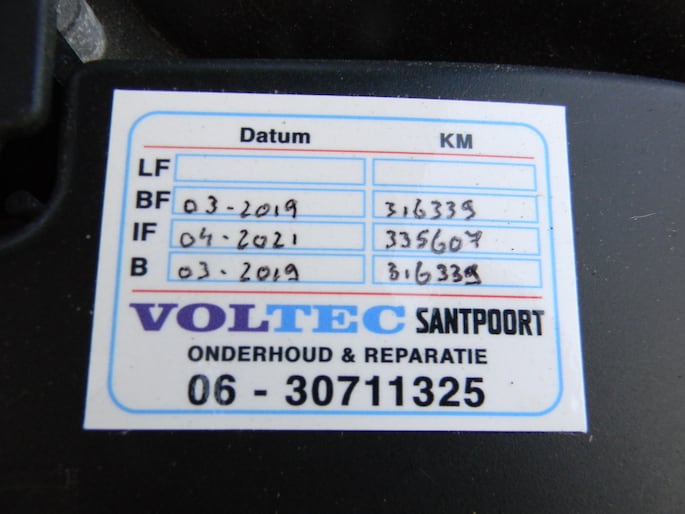 Datum KM
LF
BF 03-2019 316339
IF 04-2021 335607
B 03-2019 316339
VOLTEC SANTPOORT
ONDERHOUD & REPARATIE
06 - 30711325